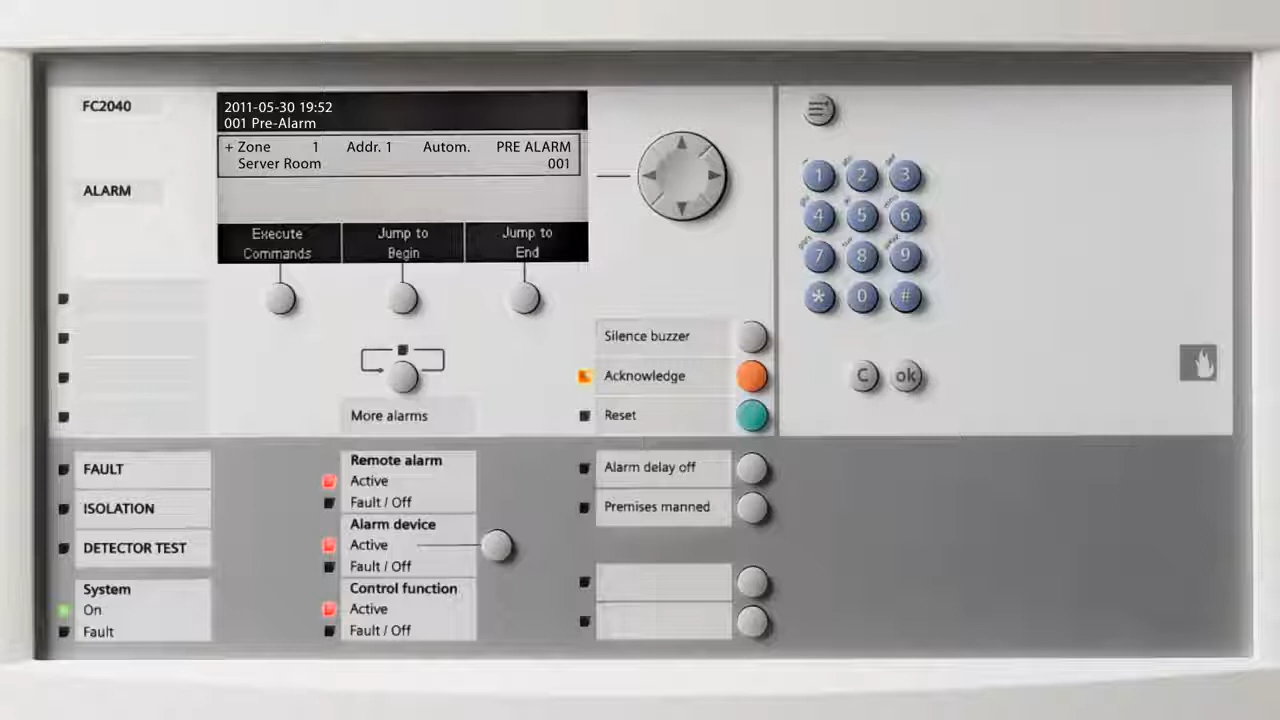 FC2040
ALARM
2011-05-30 19:52
001 Pre-Alarm
+ Zone 1 Addr. 1 Autom. PRE ALARM
Server Room 001
Execute Commands
Jump to Begin
Jump to End
More alarms
Silence buzzer
Acknowledge
Reset
1 2 3
4 5 6
7 8 9
* 0 #
C ok
FAULT
ISOLATION
DETECTOR TEST
System
On
Fault
Remote alarm
Active
Fault / Off
Alarm device
Active
Fault / Off
Control function
Active
Fault / Off
Alarm delay off
Premises manned